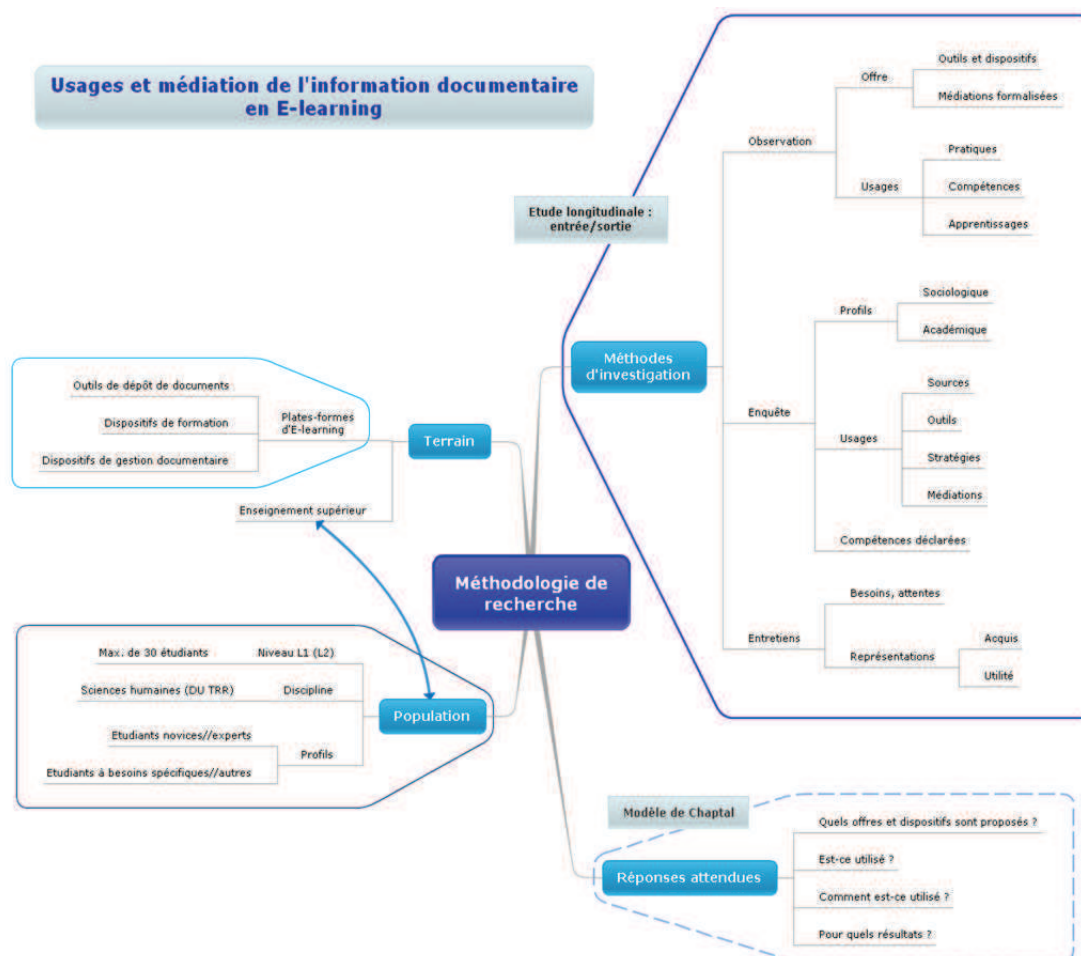 Usages et médiation de l'information documentaire
en E-learning
Etude longitudinale :
entrée/sortie
Méthodes
d'investigation
Observation
Offre
Outils et dispositifs
Médiations formalisées
Usages
Pratiques
Compétences
Apprentissages
Enquête
Profils
Sociologique
Académique
Usages
Sources
Outils
Stratégies
Médiations
Compétences déclarées
Entretiens
Besoins, attentes
Représentations
Acquis
Utilité
Terrain
Plates-formes
d'E-learning
Outils de dépôt de documents
Dispositifs de formation
Dispositifs de gestion documentaire
Enseignement supérieur
Méthodologie de
recherche
Population
Max. de 30 étudiants
Niveau L1 (L2)
Sciences humaines (DU TRR)
Discipline
Etudiants novices//experts
Profils
Etudiants à besoins spécifiques//autres
Modèle de Chaptal
Réponses attendues
Quels offres et dispositifs sont proposés ?
Est-ce utilisé ?
Comment est-ce utilisé ?
Pour quels résultats ?